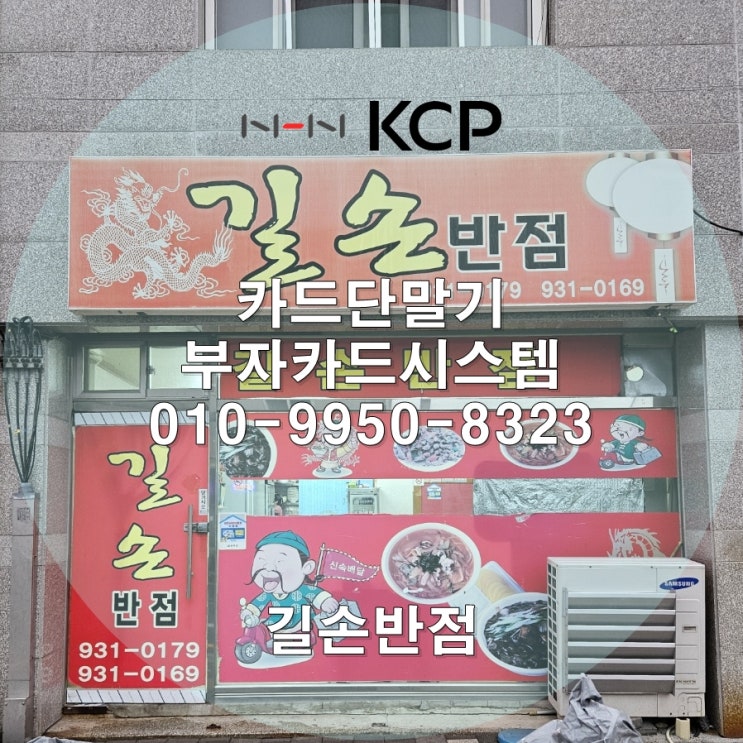 NHN KCP
길손반점
179 931-0169
카드단말기
부자카드시스템
010-9950-8323
길손반점
신속배달
SAMSUNG
길손반점
931-0179
931-0169